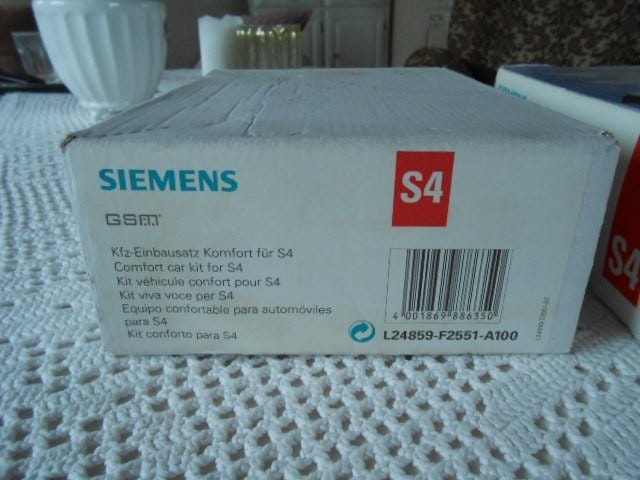 SIEMENS
S4
GSM
Kfz-Einbausatz Komfort für S4
Comfort car kit for S4
Kit véhicule confort pour S4
Kit viva voce per S4
Equipo confortable para automóviles
para S4
Kit conforto para S4
4 001869 886350
L24859-F2551-A100
S4